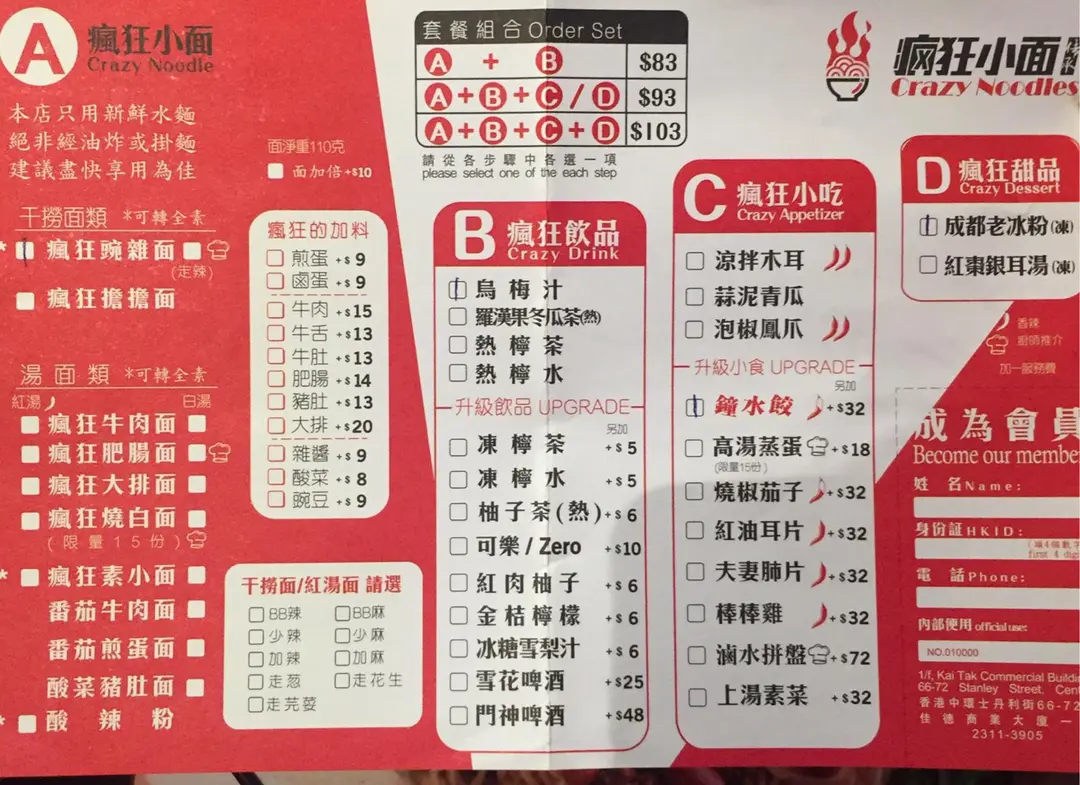 A 瘋狂小面
Crazy Noodle
本店只用新鮮水麵
絕非經油炸或掛麵
建議盡快享用為佳
面淨重110克
面加倍+$10
干撈面類 *可轉全素
* 瘋狂豌雜面
(走辣)
瘋狂擔擔面
湯面類 *可轉全素
紅湯 白湯
瘋狂牛肉面
瘋狂肥腸面
瘋狂大排面
瘋狂燒白面
(限量15份)
* 瘋狂素小面
番茄牛肉面
番茄煎蛋面
酸菜豬肚面
* 酸辣粉
瘋狂的加料
煎蛋 +$9
鹵蛋 +$9
牛肉 +$15
牛舌 +$13
牛肚 +$13
肥腸 +$14
豬肚 +$13
大排 +$20
雜醬 +$9
酸菜 +$8
豌豆 +$9
干撈面/紅湯面 請選
BB辣 BB麻
少辣 少麻
加辣 加麻
走葱 走花生
走芫荽
套餐組合 Order Set
A + B $83
A+B+C/D $93
A+B+C+D $103
請從各步驟中各選一項
please select one of the each step
B 瘋狂飲品
Crazy Drink
烏梅汁
羅漢果冬瓜茶(熱)
熱檸茶
熱檸水
升級飲品 UPGRADE
另加
凍檸茶 +$5
凍檸水 +$5
柚子茶(熱) +$6
可樂/Zero +$10
紅肉柚子 +$6
金桔檸檬 +$6
冰糖雪梨汁 +$6
雪花啤酒 +$25
門神啤酒 +$48
C 瘋狂小吃
Crazy Appetizer
涼拌木耳
蒜泥青瓜
泡椒鳳爪
升級小食 UPGRADE
另加
鐘水餃 +$32
高湯蒸蛋 +$18
(限量15份)
燒椒茄子 +$32
紅油耳片 +$32
夫妻肺片 +$32
棒棒雞 +$32
滷水拼盤 +$72
上湯素菜 +$32
瘋狂小面
Crazy Noodles
D 瘋狂甜品
Crazy Dessert
成都老冰粉(凍)
紅棗銀耳湯(凍)
香辣
廚師推介
加一服務費
成為會員
Become our membe
姓 名 Name:
身份証 HKID:
first 4 dig
電 話 Phone:
內部使用 official use:
NO.010000
1/f, Kai Tak Commercial Buildin
66-72 Stanley Street, Cent
香港中環士丹利街66-72
佳德商業大廈一
2311-3905